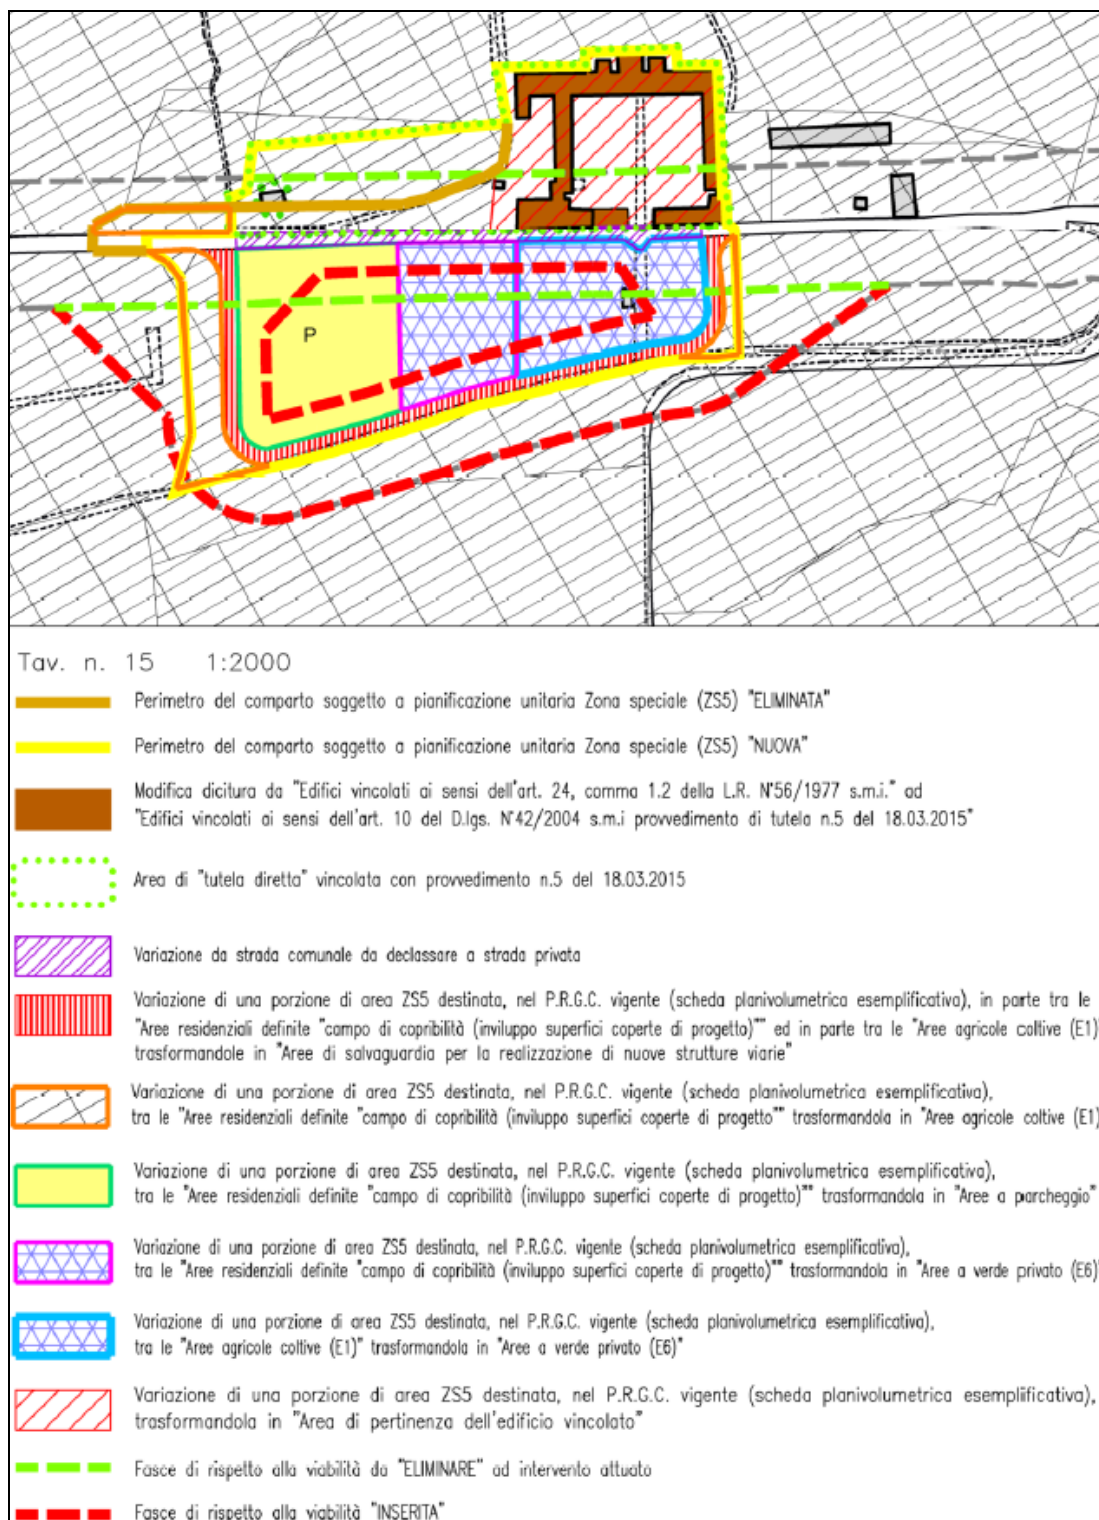 P
Tav. n. 15 1:2000
Perimetro del comparto soggetto a pianificazione unitaria Zona speciale (ZS5) "ELIMINATA"
Perimetro del comparto soggetto a pianificazione unitaria Zona speciale (ZS5) "NUOVA"
Modifica dicitura da "Edifici vincolati ai sensi dell'art. 24, comma 1.2 della L.R. N°56/1977 s.m.i." ad
"Edifici vincolati ai sensi dell'art. 10 del D.lgs. N°42/2004 s.m.i provvedimento di tutela n.5 del 18.03.2015"
Area di "tutela diretta" vincolata con provvedimento n.5 del 18.03.2015
Variazione da strada comunale da declassare a strada privata
Variazione di una porzione di area ZS5 destinata, nel P.R.G.C. vigente (scheda planivolumetrica esemplificativa), in parte tra le
"Aree residenziali definite "campo di copribilità (inviluppo superfici coperte di progetto)"" ed in parte tra le "Aree agricole coltive (E1)"
trasformandole in "Aree di salvaguardia per la realizzazione di nuove strutture viarie"
Variazione di una porzione di area ZS5 destinata, nel P.R.G.C. vigente (scheda planivolumetrica esemplificativa),
tra le "Aree residenziali definite "campo di copribilità (inviluppo superfici coperte di progetto"" trasformandola in "Aree agricole coltive (E1)
Variazione di una porzione di area ZS5 destinata, nel P.R.G.C. vigente (scheda planivolumetrica esemplificativa),
tra le "Aree residenziali definite "campo di copribilità (inviluppo superfici coperte di progetto)"" trasformandola in "Aree a parcheggio"
Variazione di una porzione di area ZS5 destinata, nel P.R.G.C. vigente (scheda planivolumetrica esemplificativa),
tra le "Aree residenziali definite "campo di copribilità (inviluppo superfici coperte di progetto)"" trasformandola in "Aree a verde privato (E6)"
Variazione di una porzione di area ZS5 destinata, nel P.R.G.C. vigente (scheda planivolumetrica esemplificativa),
tra le "Aree agricole coltive (E1)" trasformandola in "Aree a verde privato (E6)"
Variazione di una porzione di area ZS5 destinata, nel P.R.G.C. vigente (scheda planivolumetrica esemplificativa),
trasformandola in "Area di pertinenza dell'edificio vincolato"
Fasce di rispetto alla viabilità da "ELIMINARE" ad intervento attuato
Fasce di rispetto alla viabilità "INSERITA"